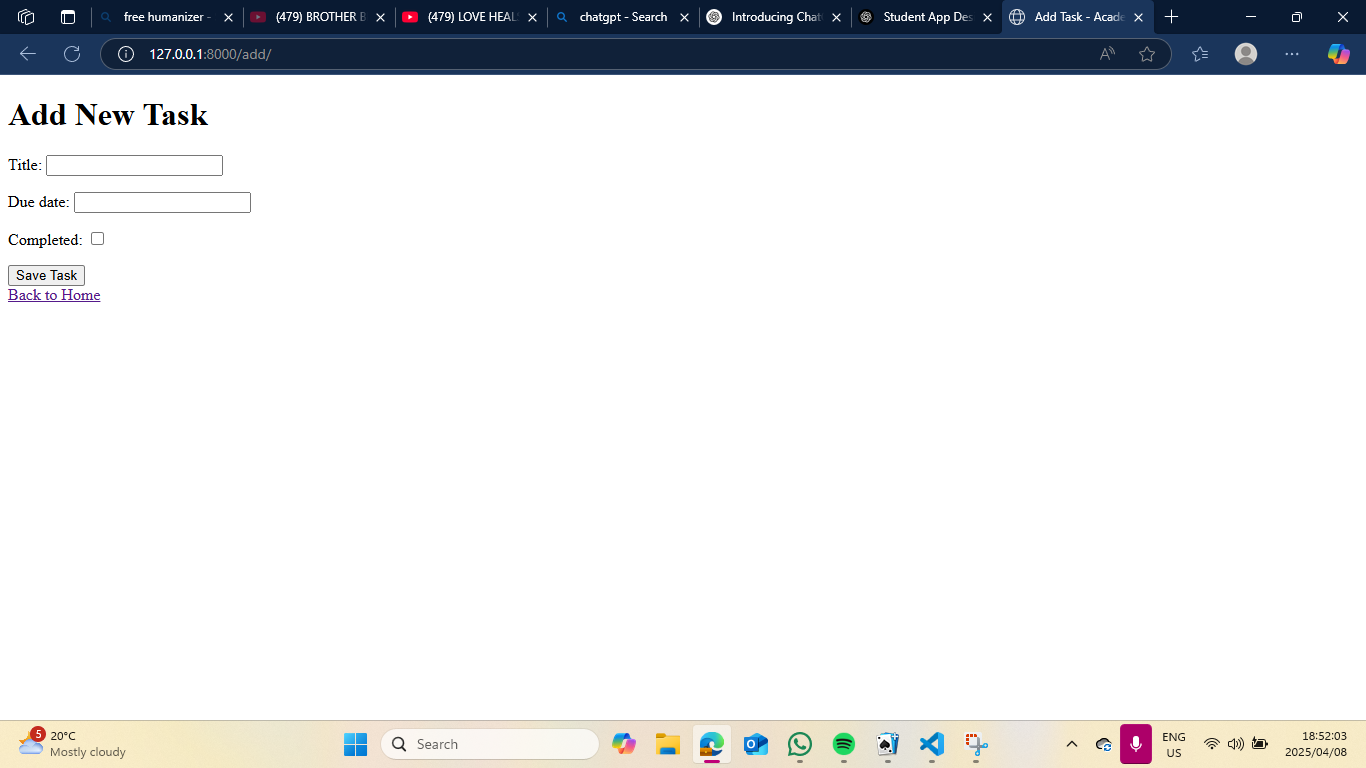 free humanizer -
(479) BROTHER B
(479) LOVE HEAL
chatgpt - Search
Introducing Chat
Student App Des
Add Task - Acade
127.0.0.1:8000/add/
Add New Task
Title:
Due date:
Completed:
Save Task
Back to Home
5
20°C
Mostly cloudy
Search
ENG
US
18:52:03
2025/04/08